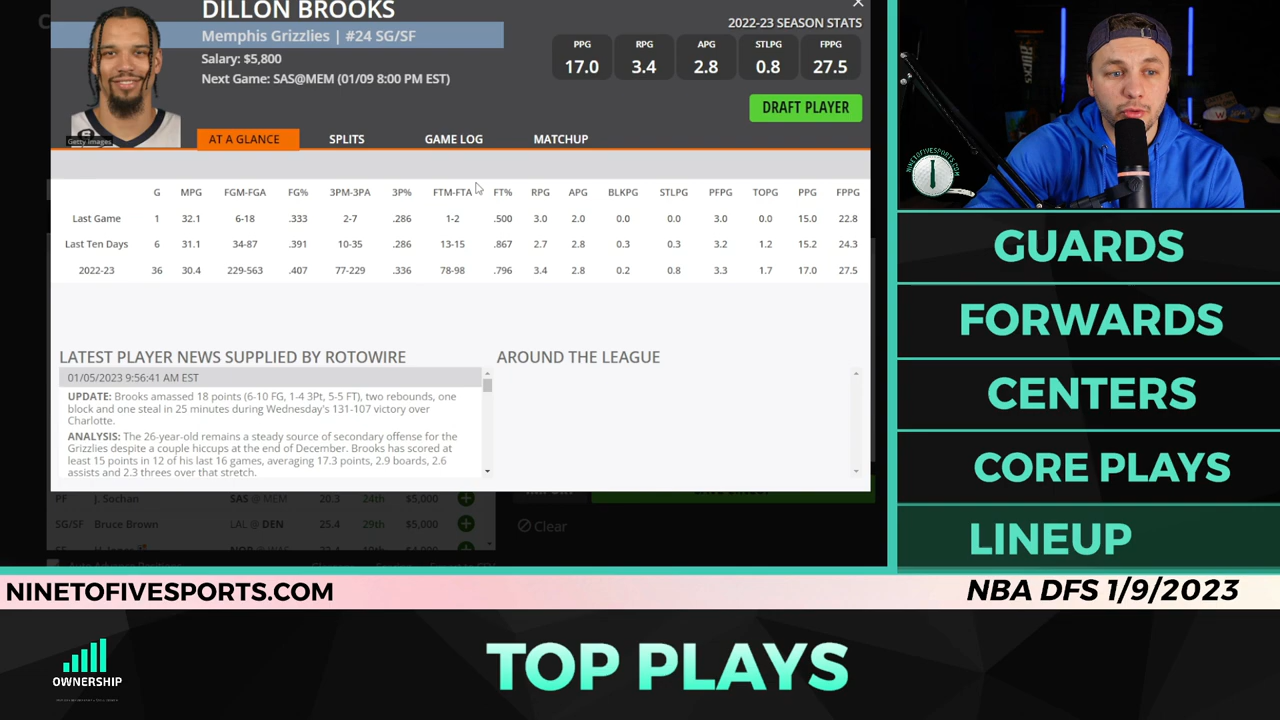 DILLON BROOKS
Memphis Grizzlies | #24 SG/SF
Salary: $5,800
Next Game: SAS@MEM (01/09 8:00 PM EST)
2022-23 SEASON STATS
PPG RPG APG STLPG FPPG
17.0 3.4 2.8 0.8 27.5
DRAFT PLAYER
Getty Images
AT A GLANCE SPLITS GAME LOG MATCHUP
G MPG FGM-FGA FG% 3PM-3PA 3P% FTM-FTA FT% RPG APG BLKPG STLPG PFPG TOPG PPG FPPG
Last Game 1 32.1 6-18 .333 2-7 .286 1-2 .500 3.0 2.0 0.0 0.0 3.0 0.0 15.0 22.8
Last Ten Days 6 31.1 34-87 .391 10-35 .286 13-15 .867 2.7 2.8 0.3 0.3 3.2 1.2 15.2 24.3
2022-23 36 30.4 229-563 .407 77-229 .336 78-98 .796 3.4 2.8 0.2 0.8 3.3 1.7 17.0 27.5
LATEST PLAYER NEWS SUPPLIED BY ROTOWIRE
01/05/2023 9:56:41 AM EST
UPDATE: Brooks amassed 18 points (6-10 FG, 1-4 3Pt, 5-5 FT), two rebounds, one
block and one steal in 25 minutes during Wednesday's 131-107 victory over
Charlotte.
ANALYSIS: The 26-year-old remains a steady source of secondary offense for the
Grizzlies despite a couple hiccups at the end of December. Brooks has scored at
least 15 points in 12 of his last 16 games, averaging 17.3 points, 2.9 boards, 2.6
assists and 2.3 threes over that stretch.
AROUND THE LEAGUE
PF J. Sochan SAS @ MEM 20.3 24th $5,000
SG/SF Bruce Brown LAL @ DEN 25.4 29th $5,000
Clear
NINETOFIVESPORTS.COM
GUARDS
FORWARDS
CENTERS
CORE PLAYS
LINEUP
NINETOFIVESPORTS.COM
NBA DFS 1/9/2023
OWNERSHIP
TOP PLAYS